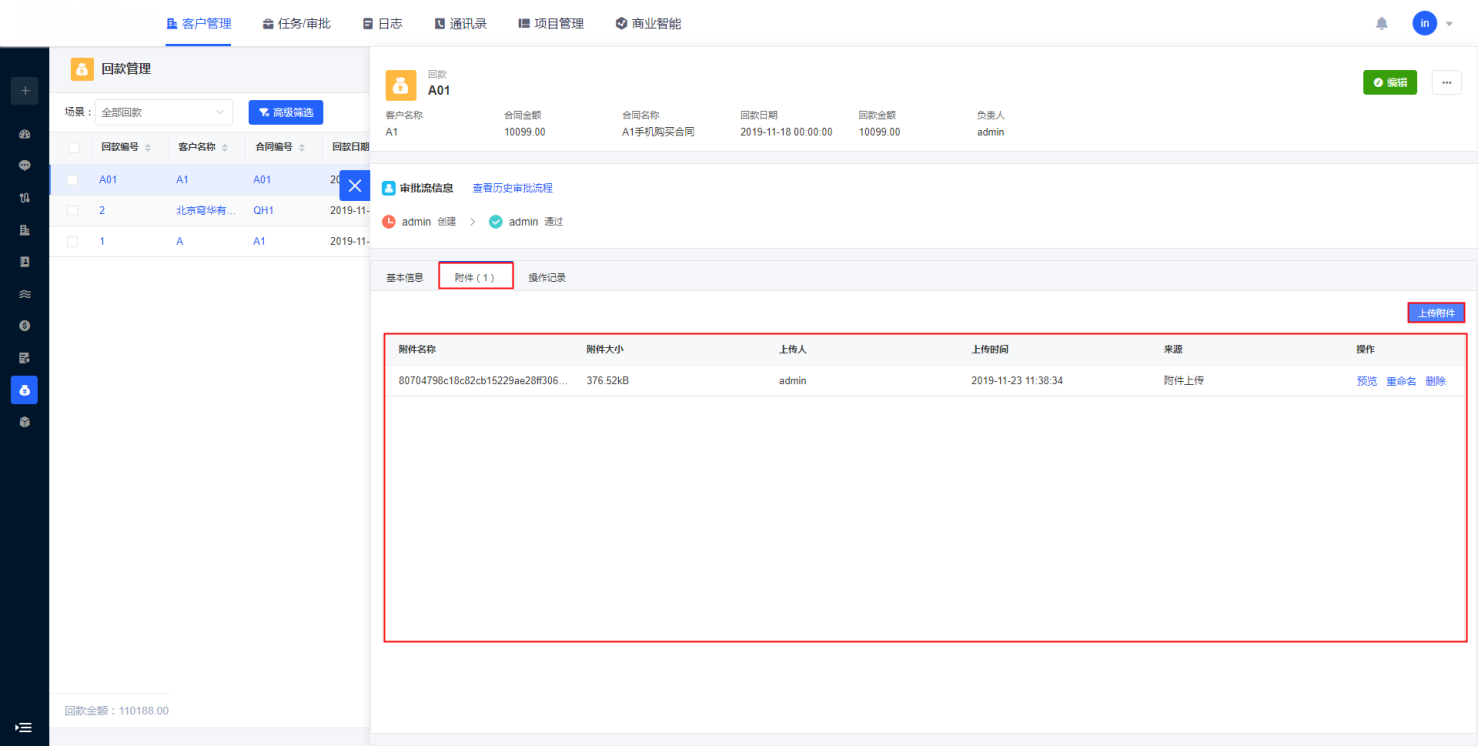 客户管理 任务/审批 日志 通讯录 项目管理 商业智能 in
回款管理
场景： 全部回款 高级筛选
回款编号 客户名称 合同编号 回款日期
A01 A1 A01 20
2 北京穹华有... QH1 2019-11-
1 A A1 2019-11-
回款金额：110188.00
回款
A01
编辑 ...
客户名称 合同金额 合同名称 回款日期 回款金额 负责人
A1 10099.00 A1手机购买合同 2019-11-18 00:00:00 10099.00 admin
审批流信息 查看历史审批流程
admin 创建 > admin 通过
基本信息 附件（1） 操作记录
上传附件
附件名称 附件大小 上传人 上传时间 来源 操作
80704798c18c82cb15229ae28ff306... 376.52kB admin 2019-11-23 11:38:34 附件上传 预览 重命名 删除